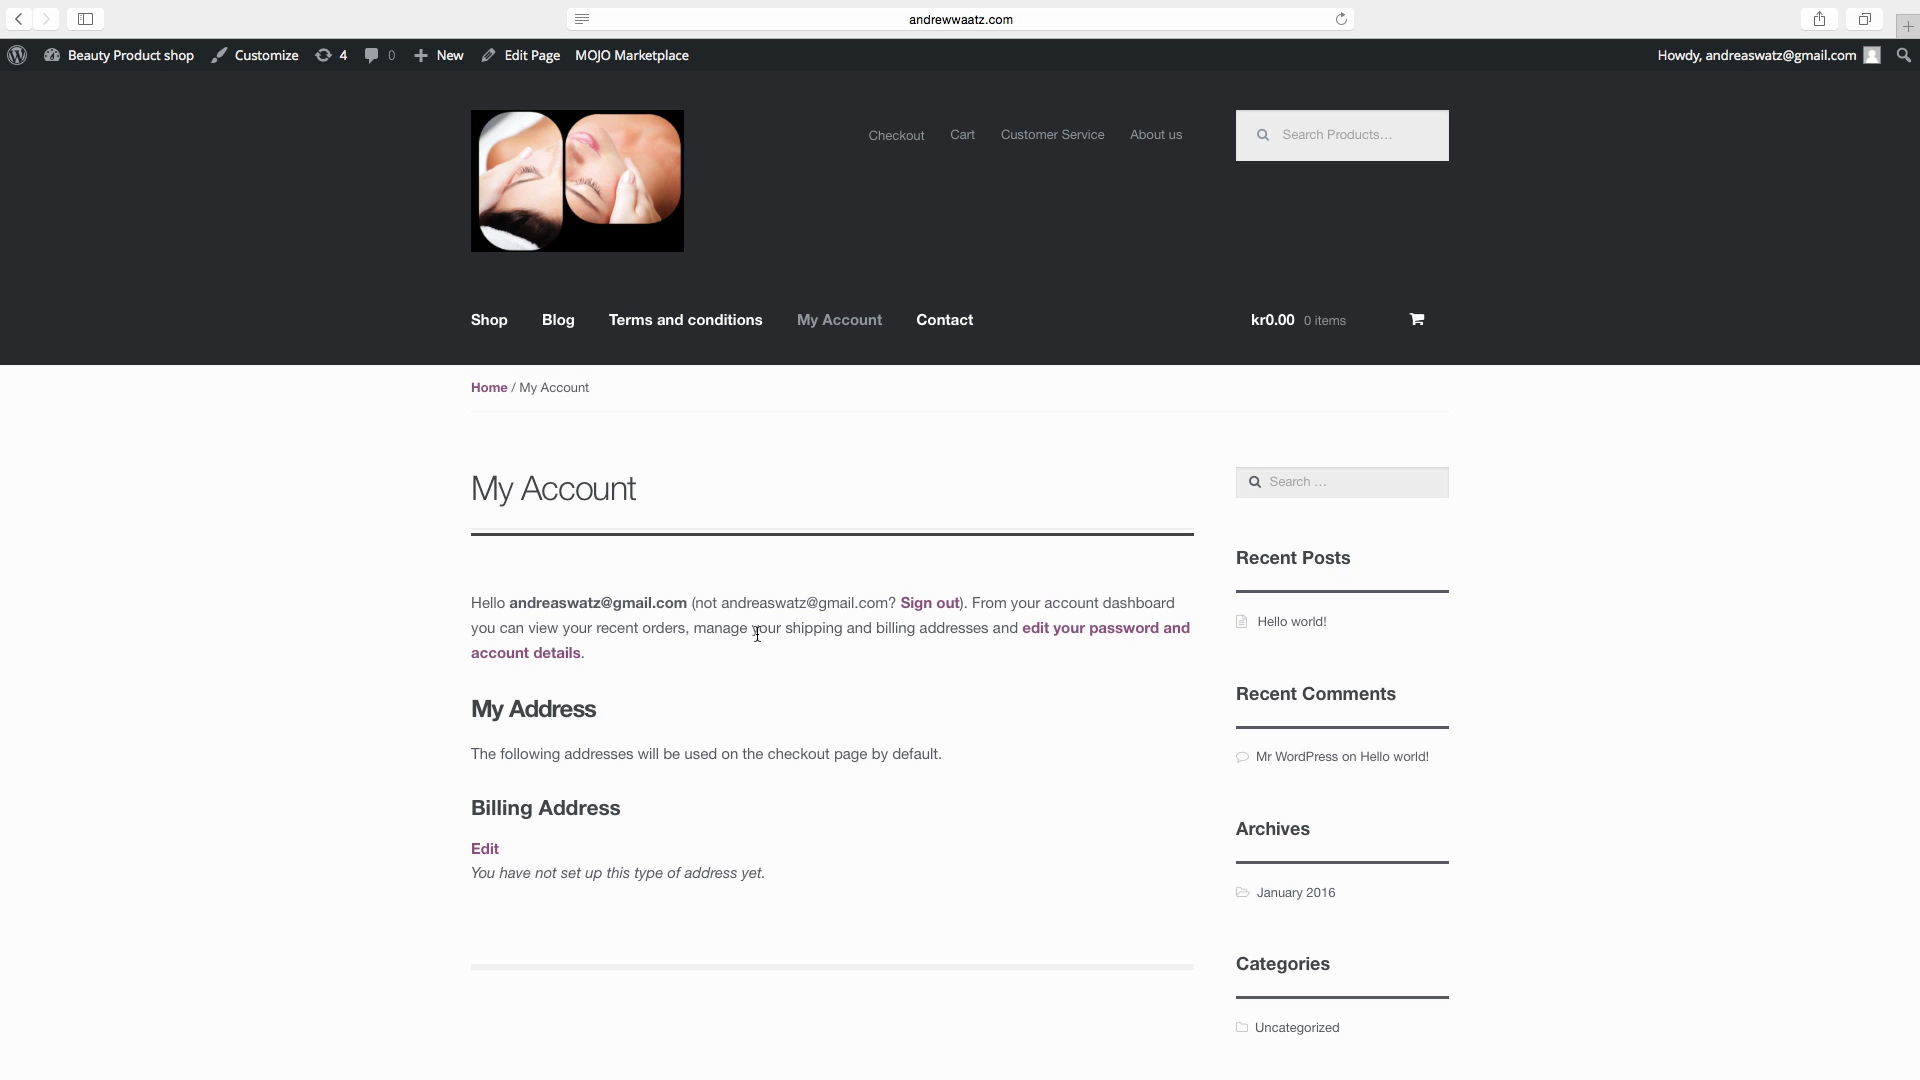 andrewwaatz.com
Beauty Product shop Customize 4 0 New Edit Page MOJO Marketplace Howdy, andreaswatz@gmail.com
Checkout Cart Customer Service About us Search Products...
Shop Blog Terms and conditions My Account Contact kr0.00 0 items
Home / My Account
My Account
Hello andreaswatz@gmail.com (not andreaswatz@gmail.com? Sign out). From your account dashboard
you can view your recent orders, manage your shipping and billing addresses and edit your password and
account details.
My Address
The following addresses will be used on the checkout page by default.
Billing Address
Edit
You have not set up this type of address yet.
Search ...
Recent Posts
Hello world!
Recent Comments
Mr WordPress on Hello world!
Archives
January 2016
Categories
Uncategorized